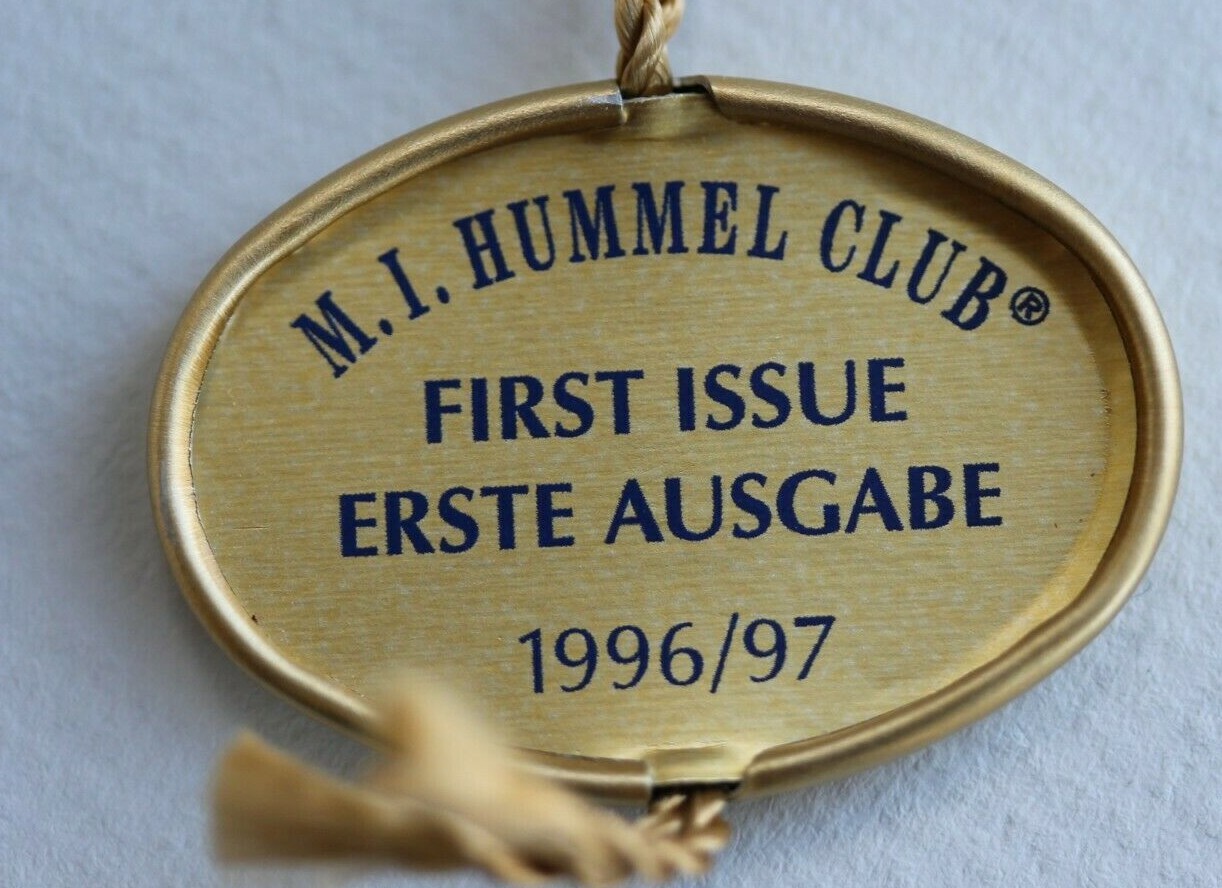 M. I. HUMMEL CLUB®
FIRST ISSUE
ERSTE AUSGABE
1996/97